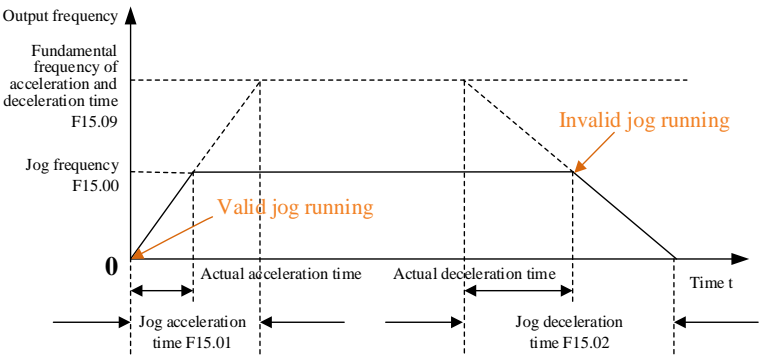 Output frequency
Fundamental
frequency of
acceleration and
deceleration time
F15.09
Invalid jog running
Jog frequency
F15.00
Valid jog running
0
Actual acceleration time
Actual deceleration time
Time t
Jog acceleration
time F15.01
Jog deceleration
time F15.02